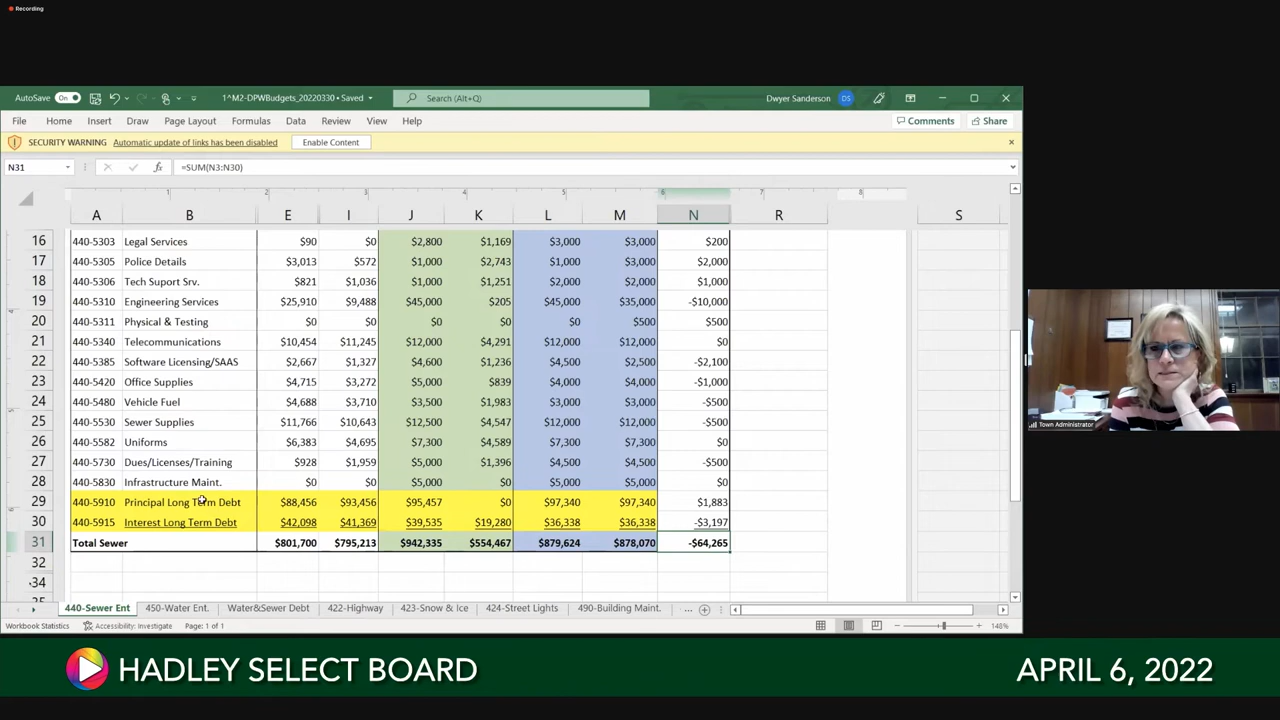 Recording
AutoSave On 1^M2-DPWBudgets_20220330 • Saved Search (Alt+Q) Dwyer Sanderson DS
File Home Insert Draw Page Layout Formulas Data Review View Help Comments Share
SECURITY WARNING Automatic update of links has been disabled Enable Content
N31 fx =SUM(N3:N30)
1 2 3 4 5 6 7 8
A B E I J K L M N R S
16 440-5303 Legal Services $90 $0 $2,800 $1,169 $3,000 $3,000 $200
17 440-5305 Police Details $3,013 $572 $1,000 $2,743 $1,000 $3,000 $2,000
18 440-5306 Tech Suport Srv. $821 $1,036 $1,000 $1,251 $2,000 $2,000 $1,000
19 440-5310 Engineering Services $25,910 $9,488 $45,000 $205 $45,000 $35,000 -$10,000
20 440-5311 Physical & Testing $0 $0 $0 $0 $0 $500 $500
21 440-5340 Telecommunications $10,454 $11,245 $12,000 $4,291 $12,000 $12,000 $0
22 440-5385 Software Licensing/SAAS $2,667 $1,327 $4,600 $1,236 $4,500 $2,500 -$2,100
23 440-5420 Office Supplies $4,715 $3,272 $5,000 $839 $4,000 $4,000 -$1,000
24 440-5480 Vehicle Fuel $4,688 $3,710 $3,500 $1,983 $3,000 $3,000 -$500
25 440-5530 Sewer Supplies $11,766 $10,643 $12,500 $4,547 $12,000 $12,000 -$500
26 440-5582 Uniforms $6,383 $4,695 $7,300 $4,589 $7,300 $7,300 $0
27 440-5730 Dues/Licenses/Training $928 $1,959 $5,000 $1,396 $4,500 $4,500 -$500
28 440-5830 Infrastructure Maint. $0 $0 $5,000 $0 $5,000 $5,000 $0
29 440-5910 Principal Long Term Debt $88,456 $93,456 $95,457 $0 $97,340 $97,340 $1,883
30 440-5915 Interest Long Term Debt $42,098 $41,369 $39,535 $19,280 $36,338 $36,338 -$3,197
31 Total Sewer $801,700 $795,213 $942,335 $554,467 $879,624 $878,070 -$64,265
32
34
440-Sewer Ent 450-Water Ent. Water&Sewer Debt 422-Highway 423-Snow & Ice 424-Street Lights 490-Building Maint. ...
Workbook Statistics Accessibility: Investigate Page: 1 of 1 148%
Town Administrator
HADLEY SELECT BOARD APRIL 6, 2022